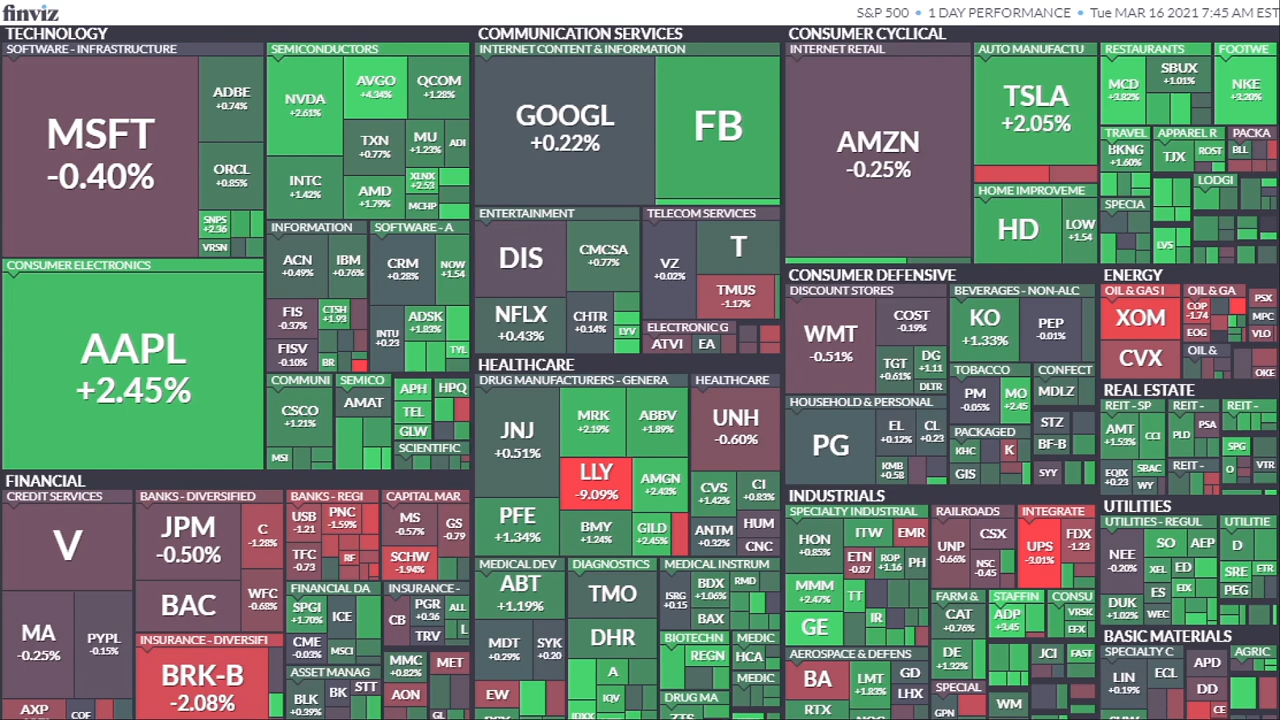 finviz
S&P 500 • 1 DAY PERFORMANCE • Tue MAR 16 2021 7:45 AM EST
TECHNOLOGY
SOFTWARE - INFRASTRUCTURE
MSFT
-0.40%
ADBE
+0.74%
ORCL
+0.85%
SNPS
+2.36
VRSN
SEMICONDUCTORS
NVDA
+2.61%
AVGO
+4.34%
QCOM
+1.28%
TXN
+0.77%
MU
+1.23%
ADI
INTC
+1.42%
AMD
+1.79%
XLNX
+2.53
MCHP
CONSUMER ELECTRONICS
AAPL
+2.45%
INFORMATION
ACN
+0.49%
IBM
+0.76%
FIS
-0.37%
CTSH
+1.93
FISV
-0.10%
BR
SOFTWARE - A
CRM
+0.28%
NOW
+1.54
INTU
+0.23
ADSK
+1.83%
TYL
COMMUNI
CSCO
+1.21%
MSI
SEMICO
AMAT
APH
HPQ
TEL
GLW
SCIENTIFIC
COMMUNICATION SERVICES
INTERNET CONTENT & INFORMATION
GOOGL
+0.22%
FB
ENTERTAINMENT
DIS
CMCSA
+0.77%
NFLX
+0.43%
CHTR
+0.14%
LYV
TELECOM SERVICES
VZ
+0.02%
T
TMUS
-1.17%
ELECTRONIC G
ATVI
EA
CONSUMER CYCLICAL
INTERNET RETAIL
AMZN
-0.25%
AUTO MANUFACTU
TSLA
+2.05%
HOME IMPROVEME
HD
LOW
+1.54
RESTAURANTS
MCD
+3.82%
SBUX
+1.01%
FOOTWE
NKE
+3.20%
TRAVEL
BKNG
+1.60%
APPAREL R
TJX
ROST
PACKA
BLL
SPECIA
LODGI
LVS
CONSUMER DEFENSIVE
DISCOUNT STORES
WMT
-0.51%
COST
-0.19%
TGT
+0.61%
DG
+1.11
DLTR
BEVERAGES - NON-ALC
KO
+1.33%
PEP
-0.01%
HOUSEHOLD & PERSONAL
PG
EL
+0.12%
CL
+0.23
KMB
+0.58
TOBACCO
PM
-0.05%
MO
+2.45
CONFECT
MDLZ
PACKAGED
KHC
K
GIS
STZ
BF-B
SYY
ENERGY
OIL & GAS I
XOM
CVX
OIL & GA
COP
-1.74
EOG
PSX
MPC
VLO
OIL &
OKE
REAL ESTATE
REIT - SP
AMT
+1.53%
CCI
EQIX
+0.23
SBAC
WY
REIT -
PLD
PSA
REIT -
REIT -
SPG
O
VTR
HEALTHCARE
DRUG MANUFACTURERS - GENERA
JNJ
+0.51%
MRK
+2.19%
ABBV
+1.89%
LLY
-9.09%
AMGN
+2.43%
PFE
+1.34%
BMY
+1.24%
GILD
+2.45%
HEALTHCARE
UNH
-0.60%
CVS
+1.42%
CI
+0.83%
ANTM
+0.32%
HUM
CNC
MEDICAL DEV
ABT
+1.19%
MDT
+0.29%
SYK
+0.20
EW
DIAGNOSTICS
TMO
DHR
A
IQV
IDXX
MEDICAL INSTRUM
ISRG
+0.15
BDX
+1.06%
RMD
BAX
BIOTECHN
REGN
MEDIC
HCA
MEDIC
DRUG MA
ZTS
FINANCIAL
CREDIT SERVICES
V
MA
-0.25%
PYPL
-0.15%
AXP
COF
BANKS - DIVERSIFIED
JPM
-0.50%
C
-1.28%
BAC
WFC
-0.68%
INSURANCE - DIVERSIFI
BRK-B
-2.08%
BANKS - REGI
USB
-1.21
PNC
-1.59%
TFC
-0.73
RF
CAPITAL MAR
MS
-0.57%
GS
-0.79
SCHW
-1.94%
FINANCIAL DA
SPGI
+1.70%
ICE
CME
-0.03%
MSCI
INSURANCE -
CB
PGR
+0.36
ALL
TRV
L
ASSET MANAG
BLK
+0.39%
BK
STT
MMC
+0.82%
MET
AON
GL
INDUSTRIALS
SPECIALTY INDUSTRIAL
HON
+0.85%
ITW
EMR
ETN
-0.87
ROP
+1.16
PH
MMM
+2.47%
TT
GE
IR
RAILROADS
UNP
-0.66%
CSX
NSC
-0.45
INTEGRATE
UPS
-3.01%
FDX
-1.23
FARM &
CAT
+0.76%
DE
+1.32%
STAFFIN
ADP
+3.45
CONSU
VRSK
EFX
JCI
FAST
AEROSPACE & DEFENS
BA
LMT
+1.83%
GD
LHX
RTX
NOC
SPECIAL
GPN
WM
UTILITIES
UTILITIES - REGUL
NEE
-0.20%
SO
AEP
XEL
ED
ES
DUK
+1.02%
WEC
UTILITIE
D
SRE
ETR
PEG
BASIC MATERIALS
SPECIALTY C
LIN
+0.19%
ECL
APD
DD
CE
AGRIC